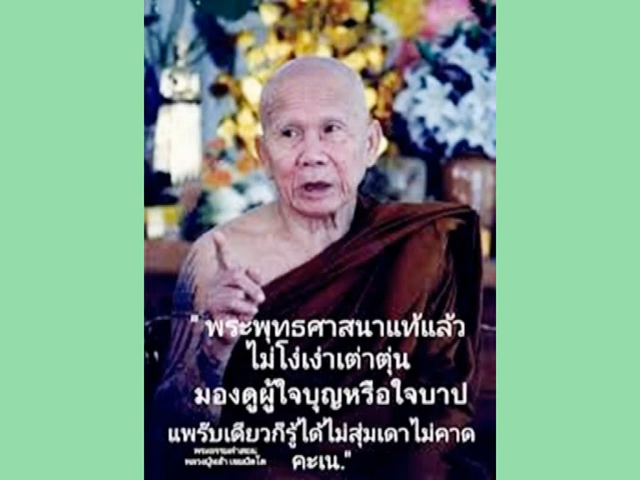 " พระพุทธศาสนาแท้แล้ว
ไม่โง่เง่าเต่าตุ่น
มองดูผู้ใจบุญหรือใจบาป
แพรับเดียวก็รู้ได้ไม่สุ่มเดาไม่คาด
คะเน."